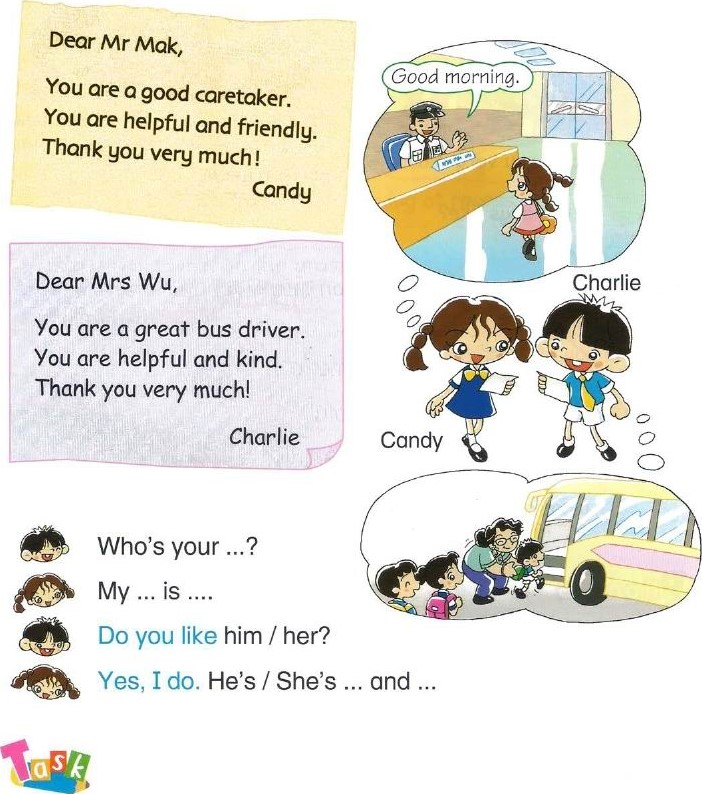 Dear Mr Mak,
You are a good caretaker.
You are helpful and friendly.
Thank you very much!
Candy
Good morning.
Dear Mrs Wu,
You are a great bus driver.
You are helpful and kind.
Thank you very much!
Charlie
Charlie
Candy
Who's your ...?
My ... is ....
Do you like him / her?
Yes, I do. He's / She's ... and ...
Task